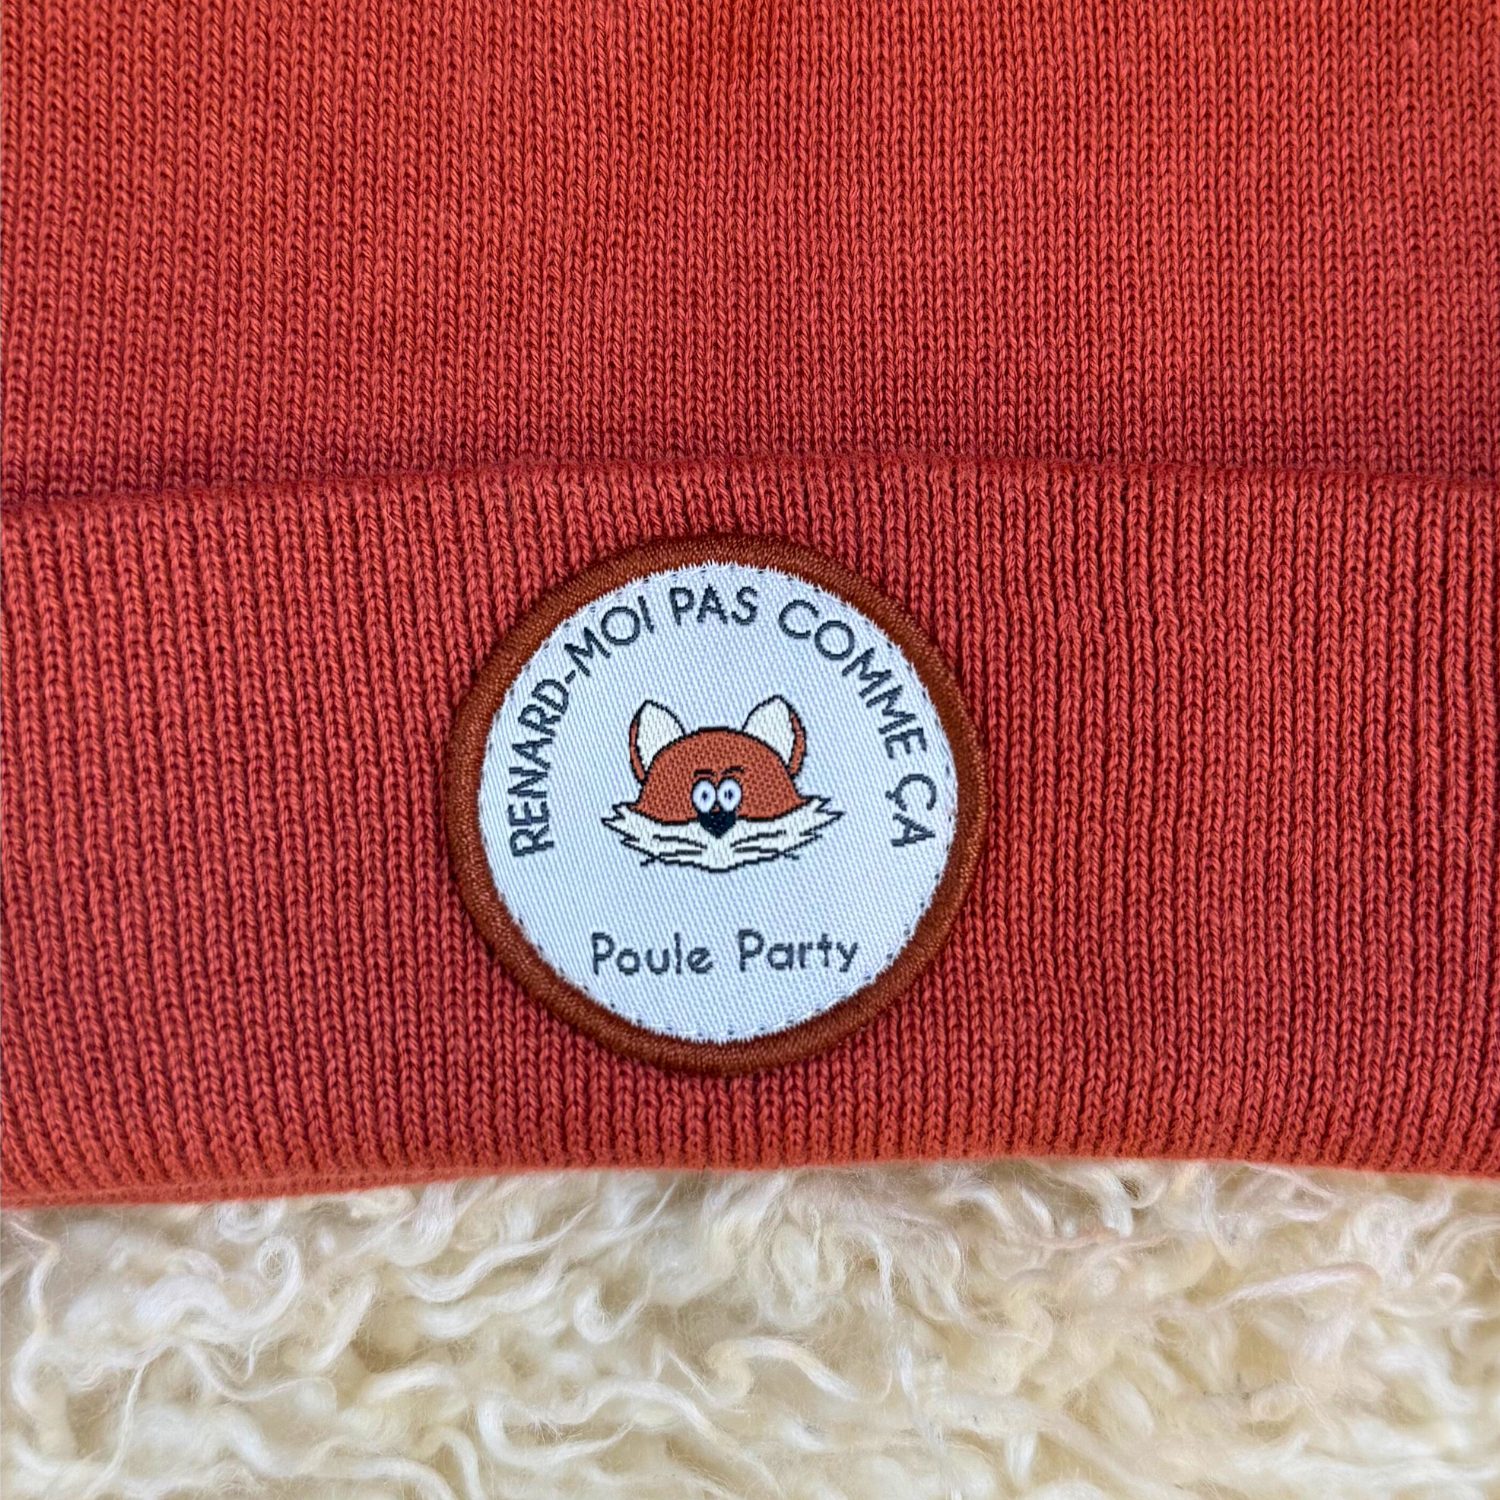 RENARD-MOI PAS COMME ÇA
Poule Party